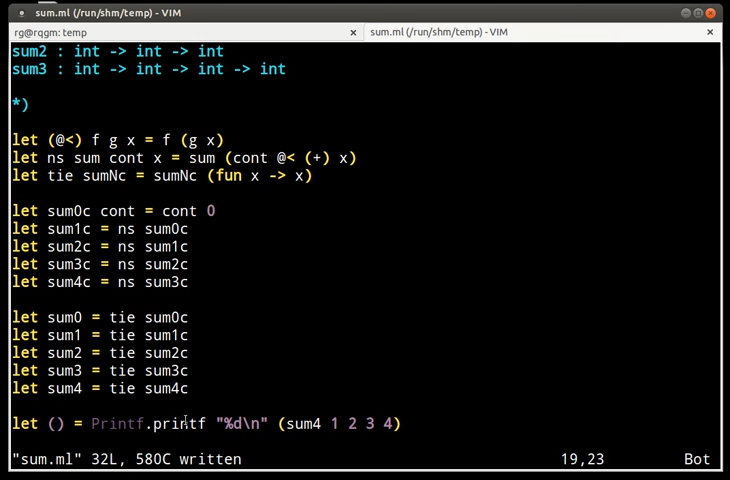 sum.ml (/run/shm/temp) - VIM
rg@rqgm: temp
sum.ml (/run/shm/temp) - VIM
sum2 : int -> int -> int
sum3 : int -> int -> int -> int
*)
let (@<) f g x = f (g x)
let ns sum cont x = sum (cont @< (+) x)
let tie sumNc = sumNc (fun x -> x)
let sum0c cont = cont 0
let sum1c = ns sum0c
let sum2c = ns sum1c
let sum3c = ns sum2c
let sum4c = ns sum3c
let sum0 = tie sum0c
let sum1 = tie sum1c
let sum2 = tie sum2c
let sum3 = tie sum3c
let sum4 = tie sum4c
let () = Printf.printf "%d\n" (sum4 1 2 3 4)
"sum.ml" 32L, 580C written 19,23 Bot